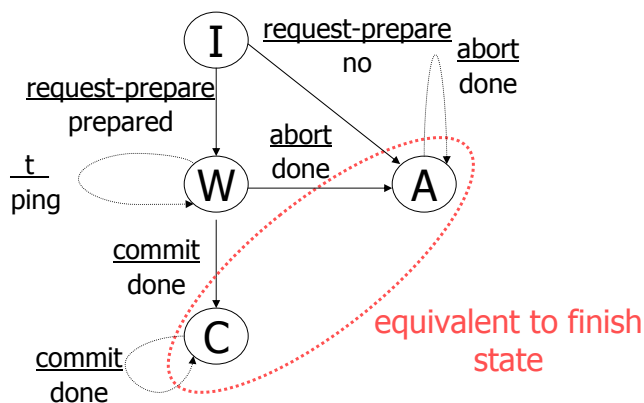 I
request-prepare
no
abort
done
request-prepare
prepared
abort
done
t
ping
W
A
commit
done
C
equivalent to finish
state
commit
done